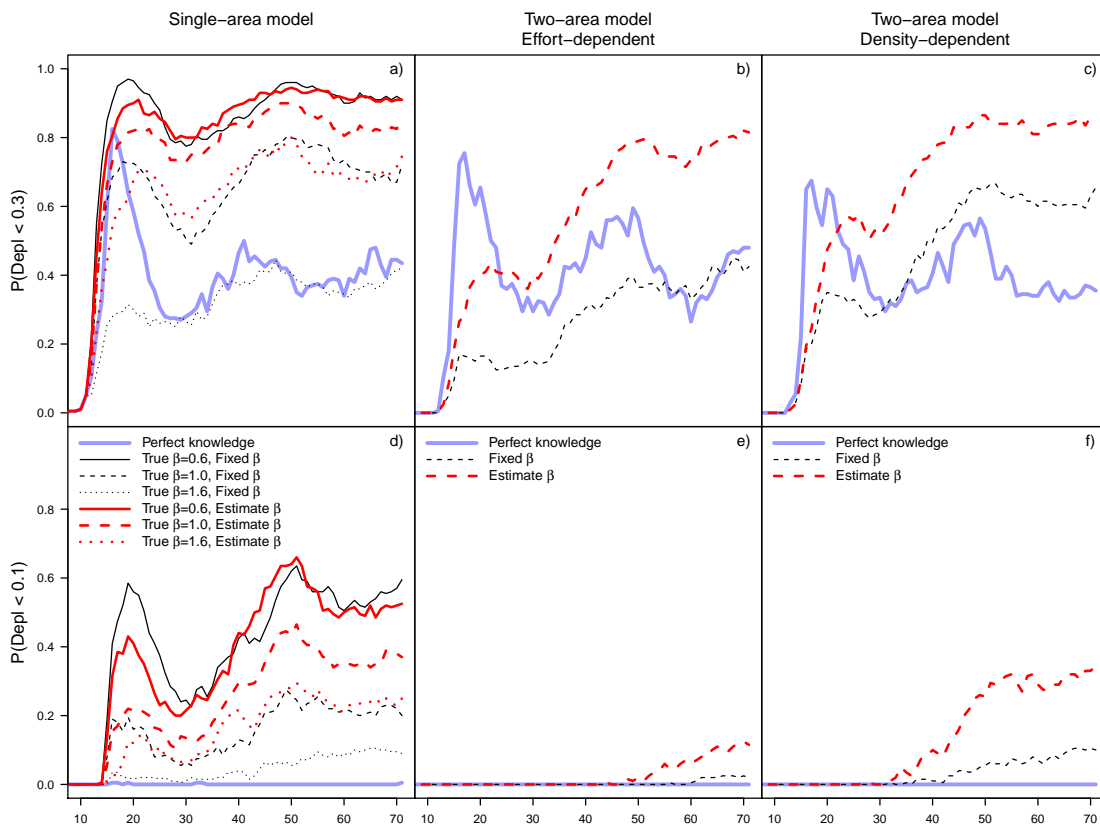 Single−area model
Two−area model
Effort−dependent
Two−area model
Density−dependent
P(Depl < 0.3)
1.0
0.8
0.6
0.4
0.2
0.0
a)
b)
c)
P(Depl < 0.1)
0.8
0.6
0.4
0.2
0.0
d)
Perfect knowledge
True β=0.6, Fixed β
True β=1.0, Fixed β
True β=1.6, Fixed β
True β=0.6, Estimate β
True β=1.0, Estimate β
True β=1.6, Estimate β
e)
Perfect knowledge
Fixed β
Estimate β
f)
Perfect knowledge
Fixed β
Estimate β
10 20 30 40 50 60 70
10 20 30 40 50 60 70
10 20 30 40 50 60 70